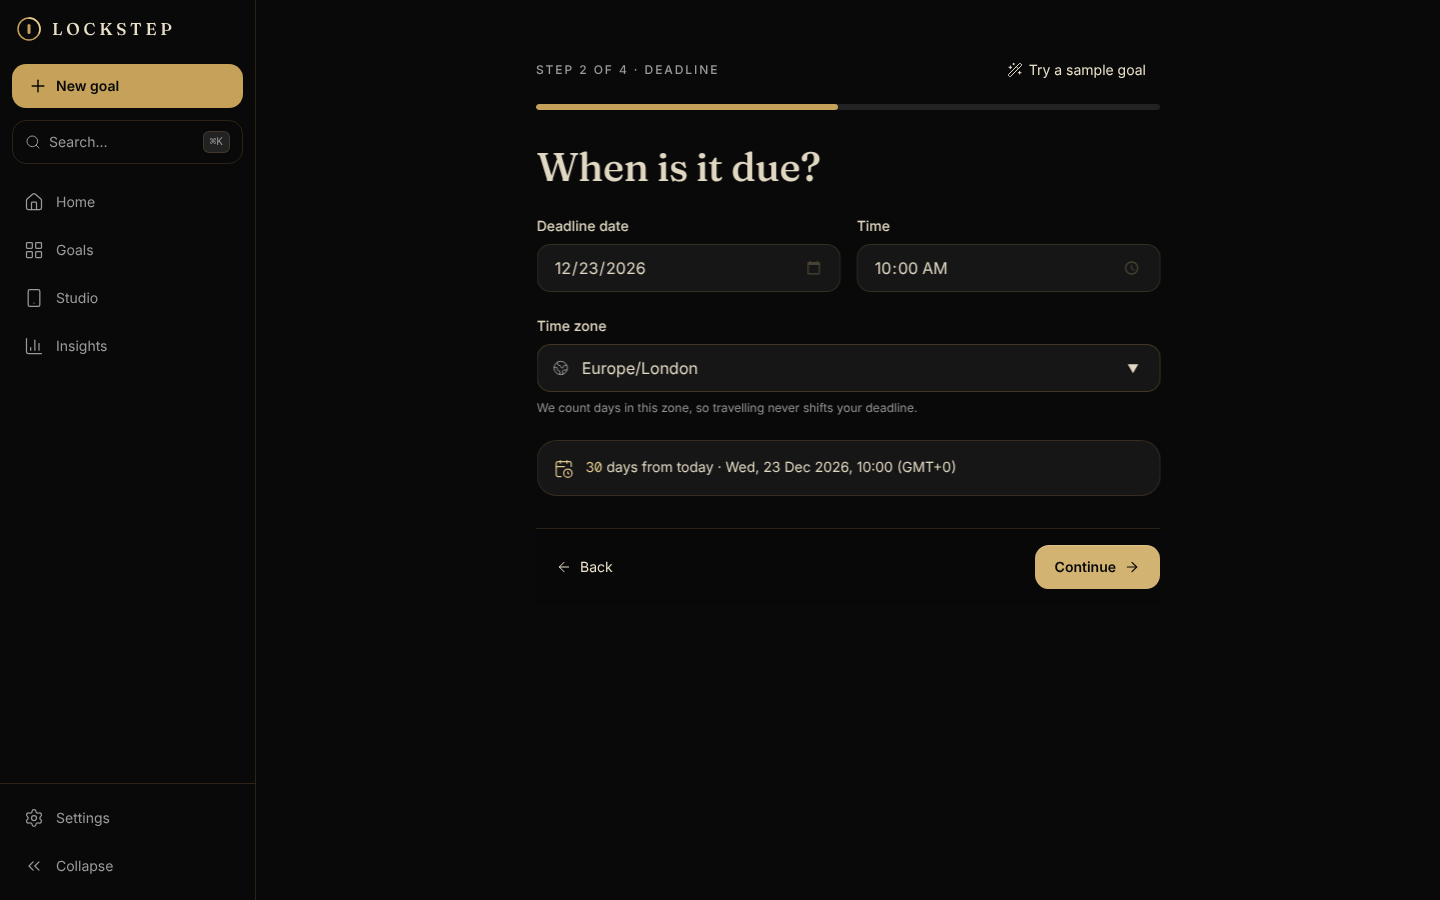 LOCKSTEP
New goal
Search...
⌘K
Home
Goals
Studio
Insights
Settings
Collapse
STEP 2 OF 4 · DEADLINE
Try a sample goal
When is it due?
Deadline date
Time
12/23/2026
10:00 AM
Time zone
Europe/London
We count days in this zone, so travelling never shifts your deadline.
30 days from today · Wed, 23 Dec 2026, 10:00 (GMT+0)
Back
Continue